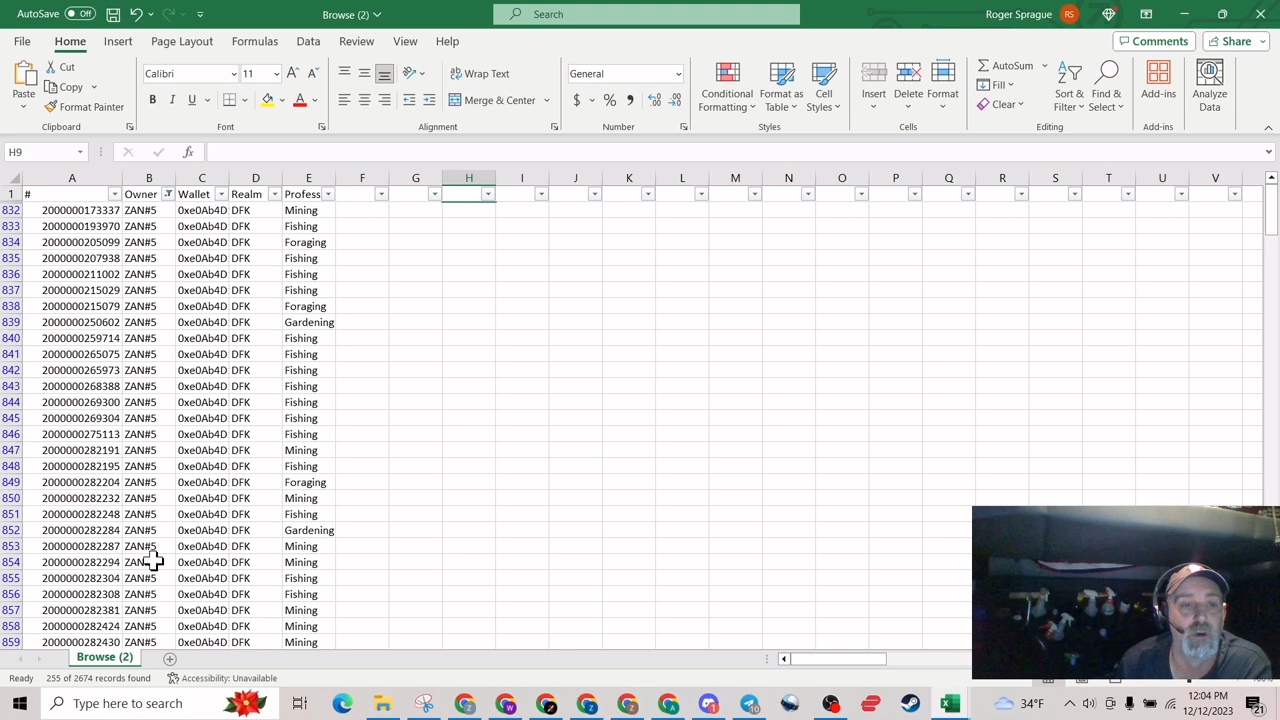 AutoSave Off Browse (2) Search Roger Sprague RS
File Home Insert Draw Page Layout Formulas Data Review View Help Comments Share
Paste Cut Copy Format Painter Calibri 11 B I U Wrap Text Merge & Center General $ % 9 Conditional Formatting Format as Table Cell Styles Insert Delete Format AutoSum Fill Clear Sort & Filter Find & Select Add-ins Analyze Data
Clipboard Font Alignment Number Styles Cells Editing Add-ins
H9 fx
A B C D E F G H I J K L M N O P Q R S T U V
1 # Owner Wallet Realm Profess
832 2000000173337 ZAN#5 0xe0Ab4D DFK Mining
833 2000000193970 ZAN#5 0xe0Ab4D DFK Fishing
834 2000000205099 ZAN#5 0xe0Ab4D DFK Foraging
835 2000000207938 ZAN#5 0xe0Ab4D DFK Fishing
836 2000000211002 ZAN#5 0xe0Ab4D DFK Fishing
837 2000000215029 ZAN#5 0xe0Ab4D DFK Fishing
838 2000000215079 ZAN#5 0xe0Ab4D DFK Foraging
839 2000000250602 ZAN#5 0xe0Ab4D DFK Gardening
840 2000000259714 ZAN#5 0xe0Ab4D DFK Fishing
841 2000000265075 ZAN#5 0xe0Ab4D DFK Fishing
842 2000000265973 ZAN#5 0xe0Ab4D DFK Fishing
843 2000000268388 ZAN#5 0xe0Ab4D DFK Fishing
844 2000000269300 ZAN#5 0xe0Ab4D DFK Fishing
845 2000000269304 ZAN#5 0xe0Ab4D DFK Fishing
846 2000000275113 ZAN#5 0xe0Ab4D DFK Fishing
847 2000000282191 ZAN#5 0xe0Ab4D DFK Mining
848 2000000282195 ZAN#5 0xe0Ab4D DFK Fishing
849 2000000282204 ZAN#5 0xe0Ab4D DFK Foraging
850 2000000282232 ZAN#5 0xe0Ab4D DFK Mining
851 2000000282248 ZAN#5 0xe0Ab4D DFK Fishing
852 2000000282284 ZAN#5 0xe0Ab4D DFK Gardening
853 2000000282287 ZAN#5 0xe0Ab4D DFK Mining
854 2000000282294 ZAN#5 0xe0Ab4D DFK Mining
855 2000000282304 ZAN#5 0xe0Ab4D DFK Fishing
856 2000000282308 ZAN#5 0xe0Ab4D DFK Fishing
857 2000000282381 ZAN#5 0xe0Ab4D DFK Mining
858 2000000282424 ZAN#5 0xe0Ab4D DFK Mining
859 2000000282430 ZAN#5 0xe0Ab4D DFK Mining
Browse (2)
Ready 255 of 2674 records found Accessibility: Unavailable
Type here to search 34°F 12:04 PM 12/12/2023 21